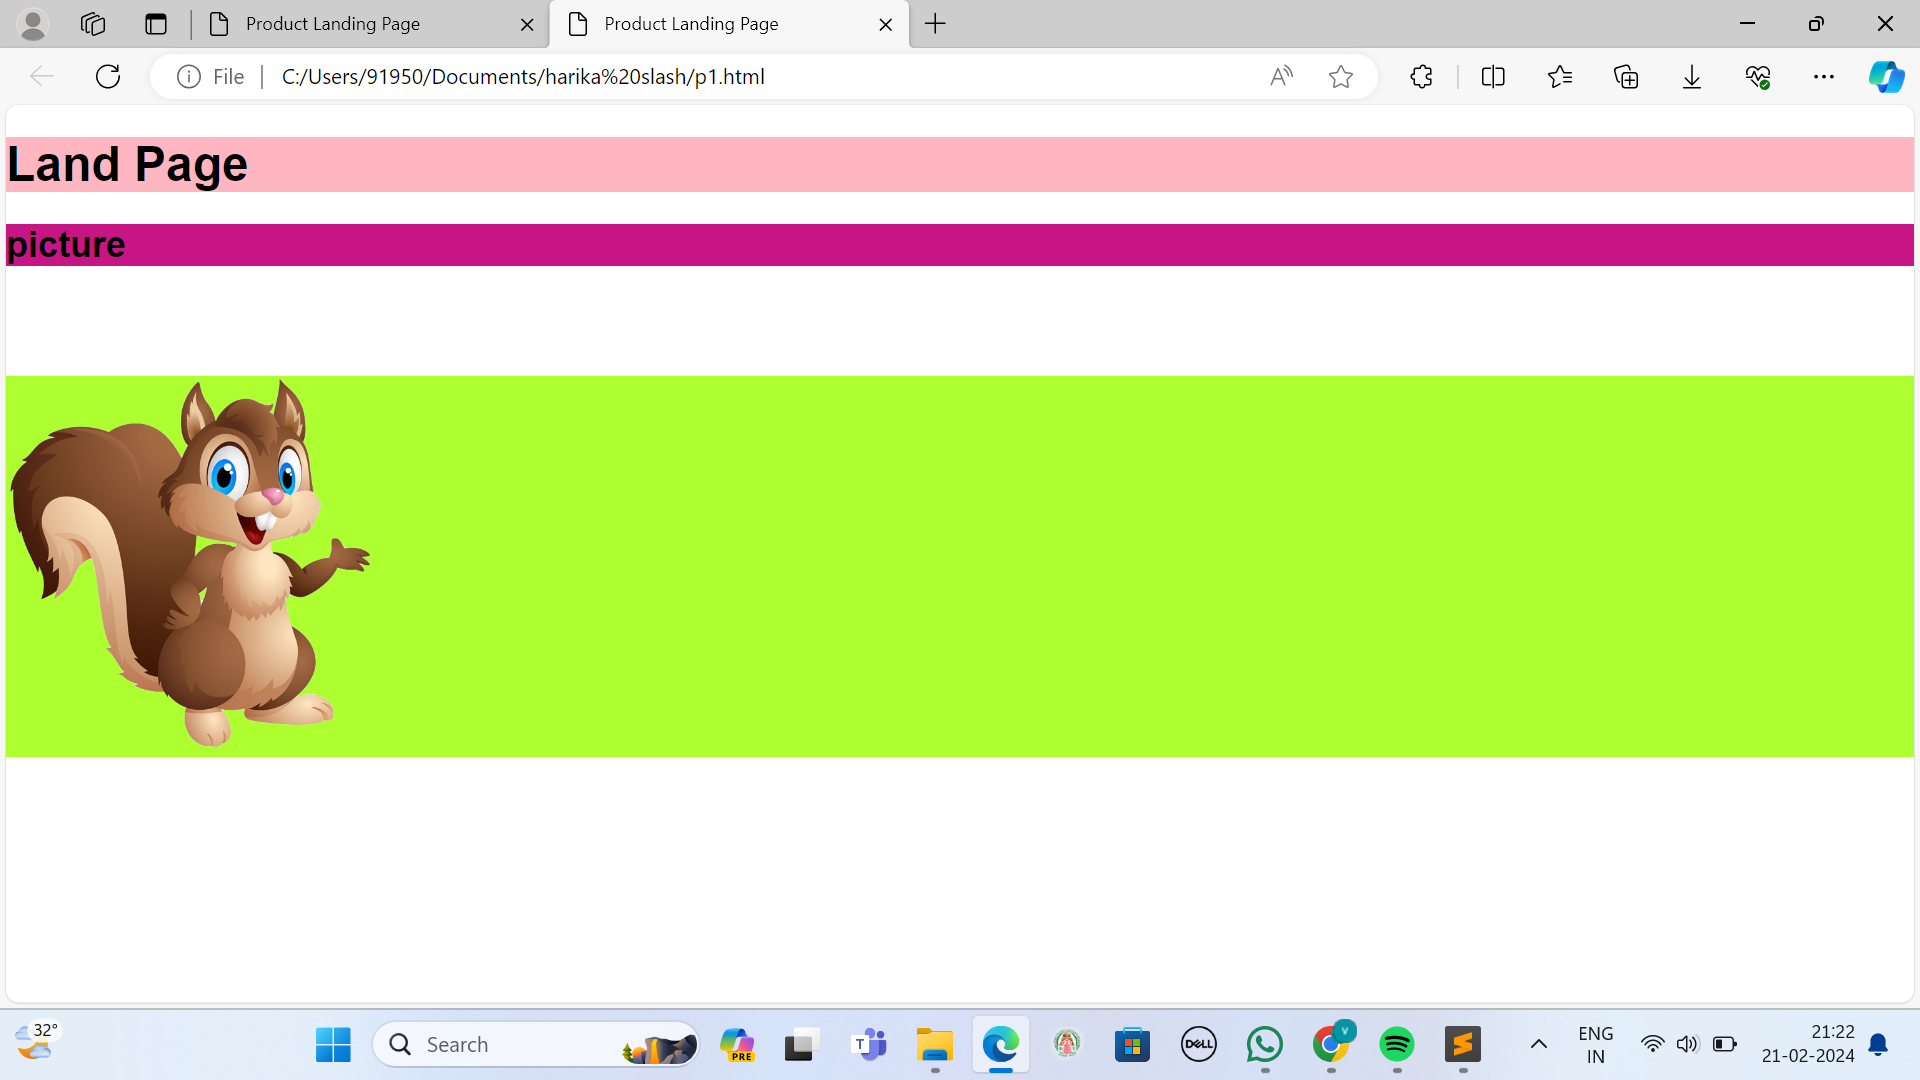 Product Landing Page
Product Landing Page
File
C:/Users/91950/Documents/harika%20slash/p1.html
Land Page
picture
32°
Search
PRE
T
DELL
V
ENG
IN
21:22
21-02-2024